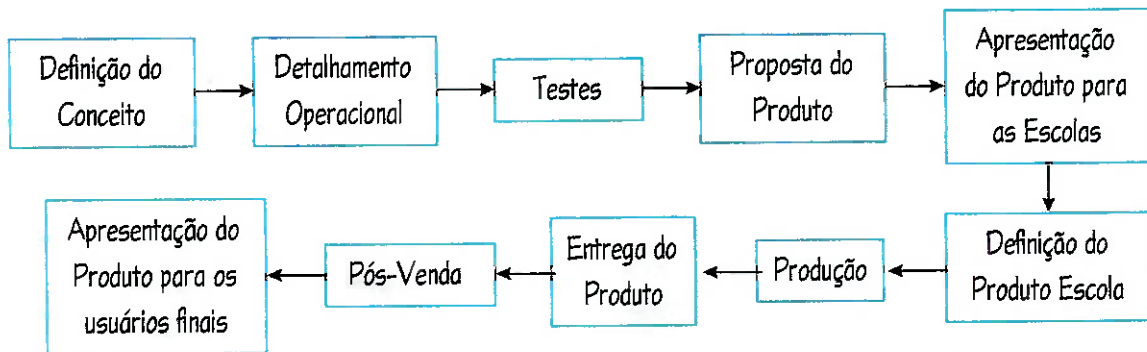 Definição do
Conceito
Detalhamento
Operacional
Testes
Proposta do
Produto
Apresentação
do Produto para
as Escolas
Definição do
Produto Escola
Produção
Entrega do
Produto
Pós-Venda
Apresentação do
Produto para os
usuários finais